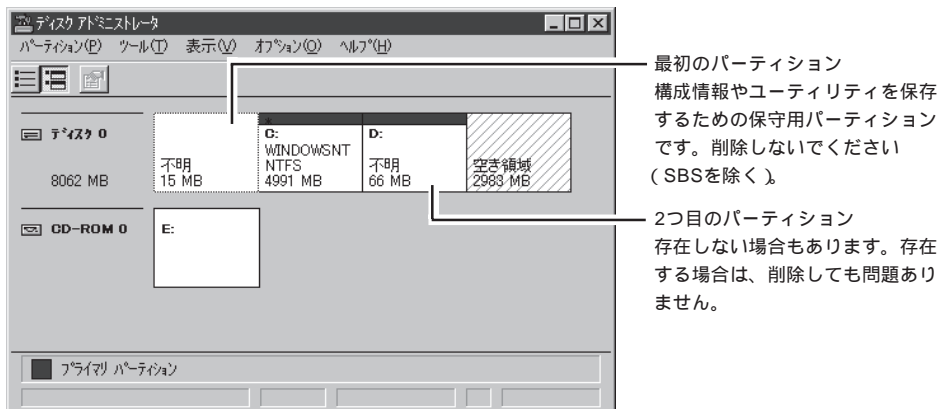 ディスク アドミニストレータ
パーティション(P) ツール(T) 表示(V) オプション(O) ヘルプ(H)
ディスク 0
8062 MB
不明
15 MB
C:
WINDOWSNT
NTFS
4991 MB
D:
不明
66 MB
空き領域
2983 MB
CD-ROM 0
E:
プライマリ パーティション
最初のパーティション
構成情報やユーティリティを保存
するための保守用パーティション
です。削除しないでください
(SBSを除く)。
2つ目のパーティション
存在しない場合もあります。存在
する場合は、削除しても問題あり
ません。